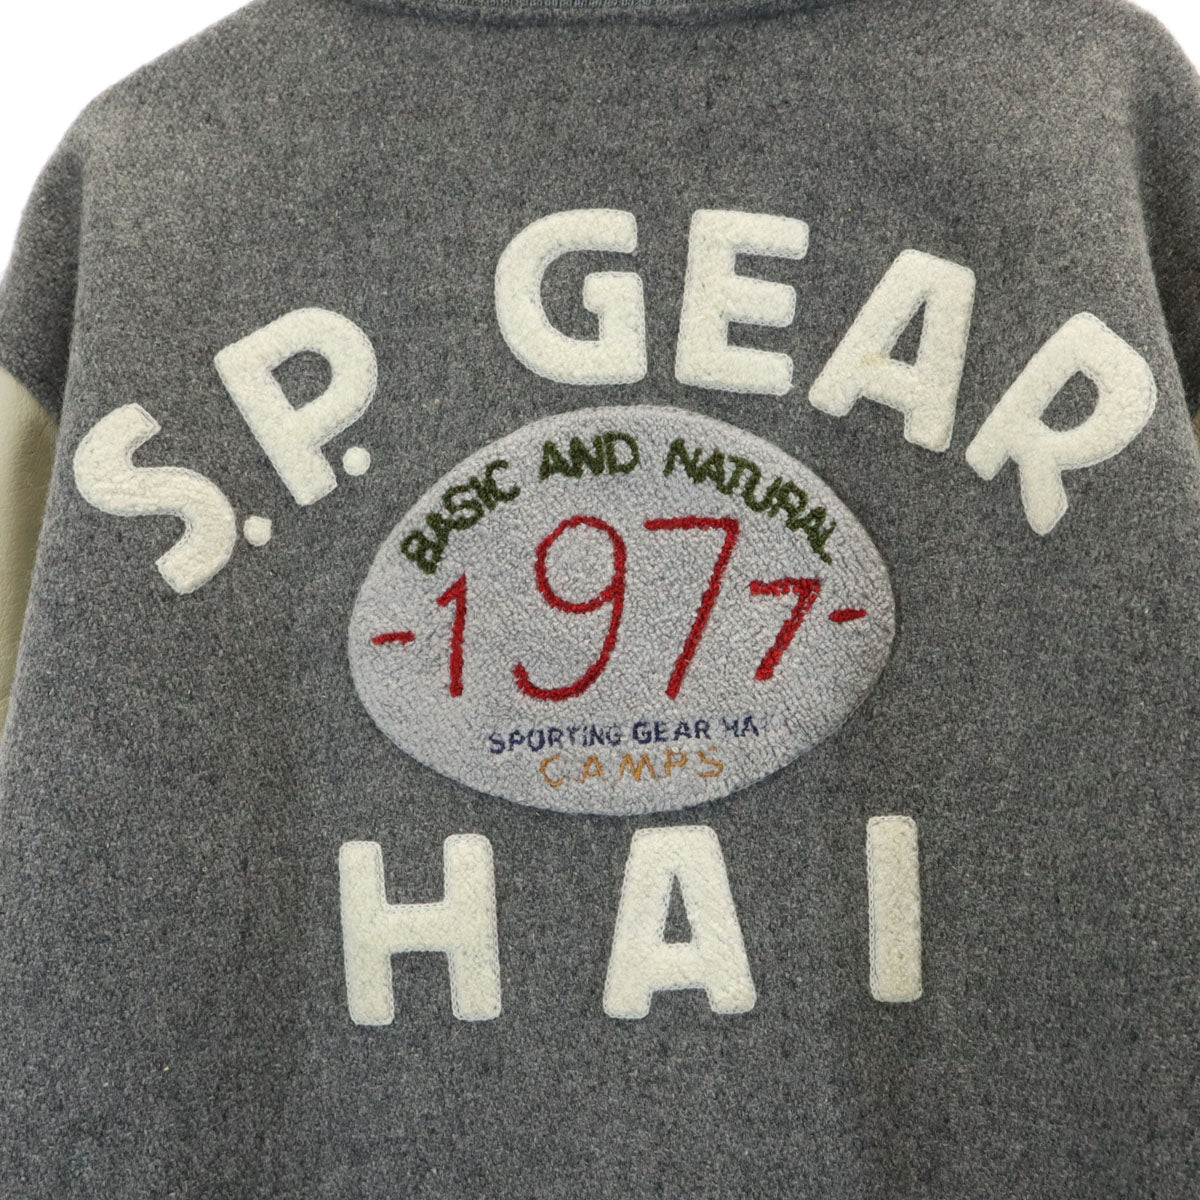 S.P. GEAR
BASIC AND NATURAL
-1977-
SPORTING GEAR HAI
CAMPS
HAI